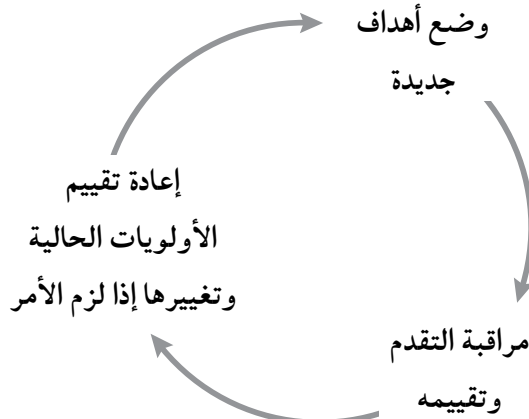 وضع أهداف
جديدة
مراقبة التقدم
وتقييمه
إعادة تقييم
الأولويات الحالية
وتغييرها إذا لزم الأمر